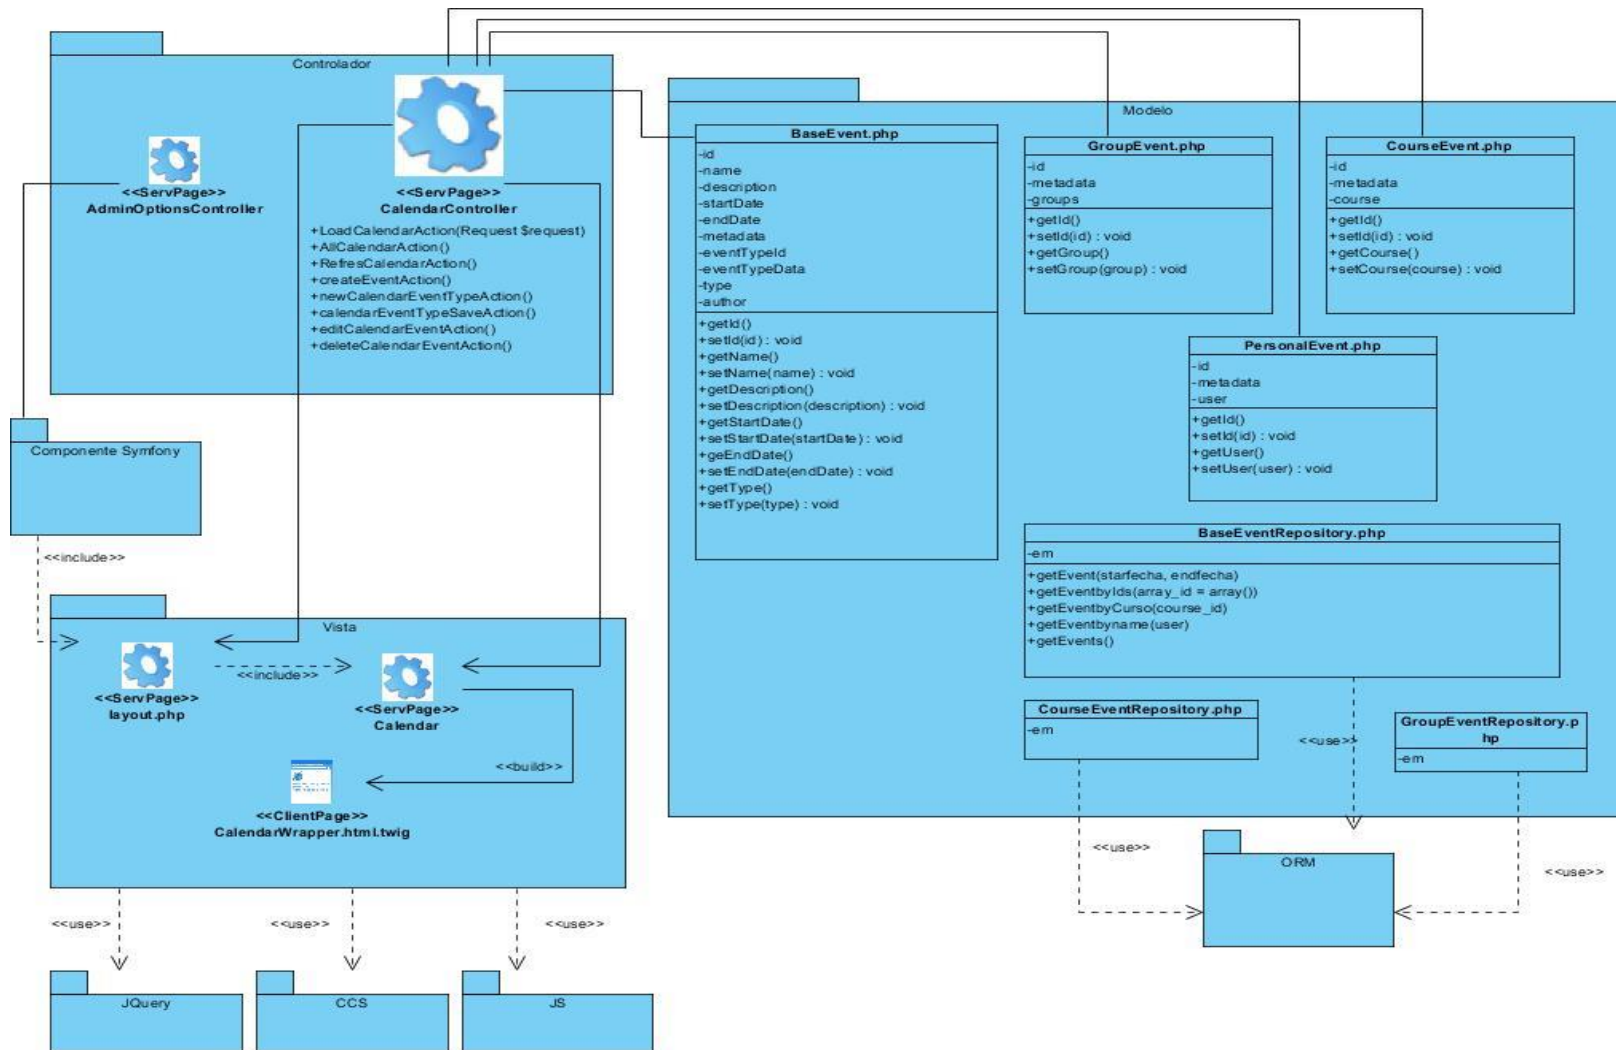 Controlador
<<ServPage>>
AdminOptionsController
<<ServPage>>
CalendarController
+LoadCalendarAction(Request $request)
+AllCalendarAction()
+RefresCalendarAction()
+createEventAction()
+newCalendarEventTypeAction()
+calendarEventTypeSaveAction()
+editCalendarEventAction()
+deleteCalendarEventAction()
Componente Symfony
<<include>>
Vista
<<ServPage>>
layout.php
<<include>>
<<ServPage>>
Calendar
<<build>>
<<ClientPage>>
CalendarWrapper.html.twig
<<use>>
<<use>>
<<use>>
JQuery
CCS
JS
Modelo
BaseEvent.php
-id
-name
-description
-startDate
-endDate
-metadata
-eventTypeId
-eventTypeData
-type
-author
+getId()
+setId(id) : void
+getName()
+setName(name) : void
+getDescription()
+setDescription(description) : void
+getStartDate()
+setStartDate(startDate) : void
+geEndDate()
+setEndDate(endDate) : void
+getType()
+setType(type) : void
GroupEvent.php
-id
-metadata
-groups
+getId()
+setId(id) : void
+getGroup()
+setGroup(group) : void
CourseEvent.php
-id
-metadata
-course
+getId()
+setId(id) : void
+getCourse()
+setCourse(course) : void
PersonalEvent.php
-id
-metadata
-user
+getId()
+setId(id) : void
+getUser()
+setUser(user) : void
BaseEventRepository.php
-em
+getEvent(starfecha, endfecha)
+getEventbyIds(array_id = array())
+getEventbyCurso(course_id)
+getEventbyname(user)
+getEvents()
CourseEventRepository.php
-em
<<use>>
GroupEventRepository.p
hp
-em
<<use>>
<<use>>
ORM